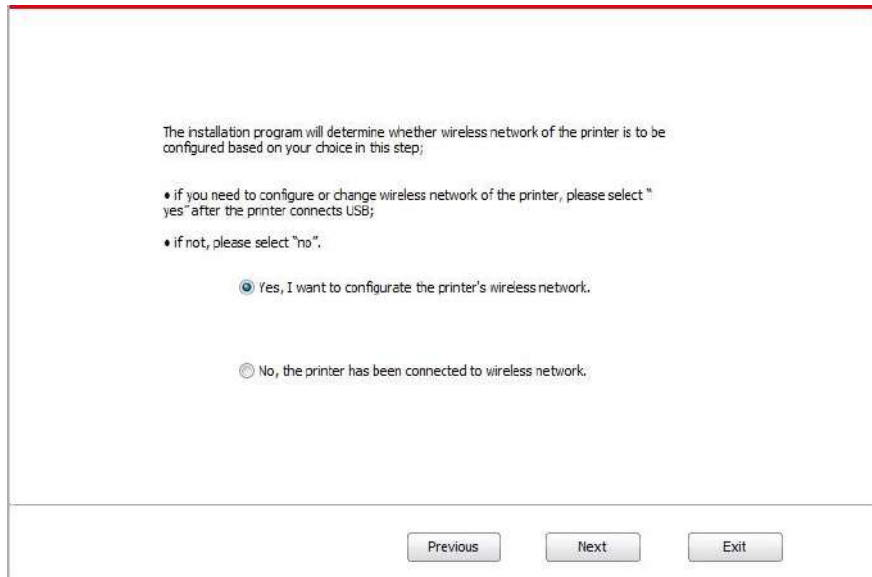 The installation program will determine whether wireless network of the printer is to be
configured based on your choice in this step;
• if you need to configure or change wireless network of the printer, please select “
yes” after the printer connects USB;
• if not, please select “no”.
Yes, I want to configurate the printer's wireless network.
No, the printer has been connected to wireless network.
Previous Next Exit